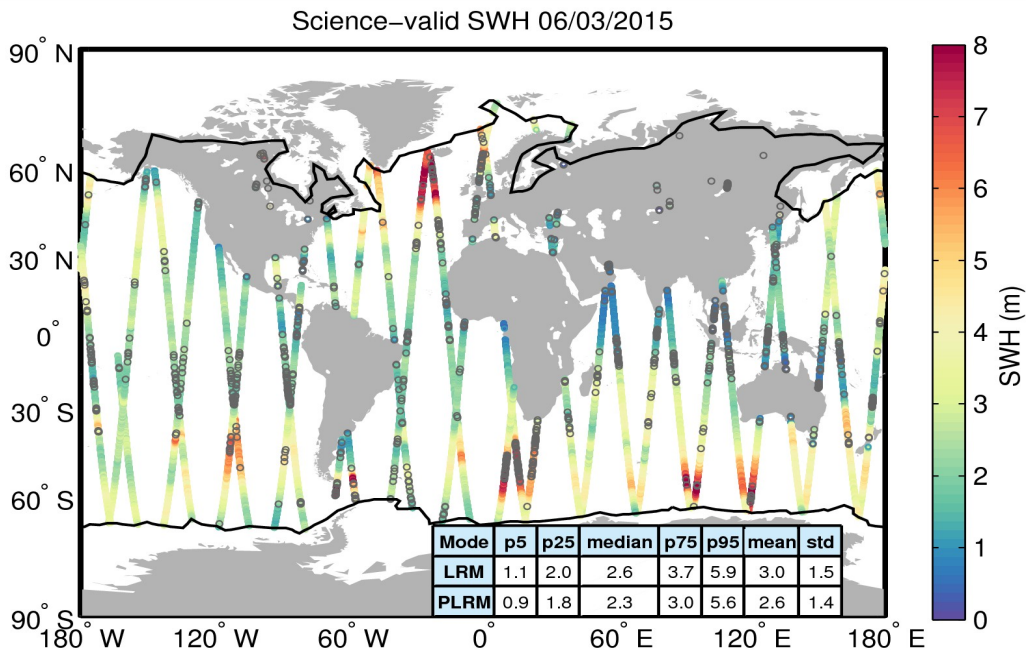 Science−valid SWH 06/03/2015
90° N
60° N
30° N
0°
30° S
60° S
90° S
180° W
120° W
60° W
0°
60° E
120° E
180° E
8
7
6
5
4
3
2
1
0
SWH (m)
Mode p5 p25 median p75 p95 mean std
LRM 1.1 2.0 2.6 3.7 5.9 3.0 1.5
PLRM 0.9 1.8 2.3 3.0 5.6 2.6 1.4